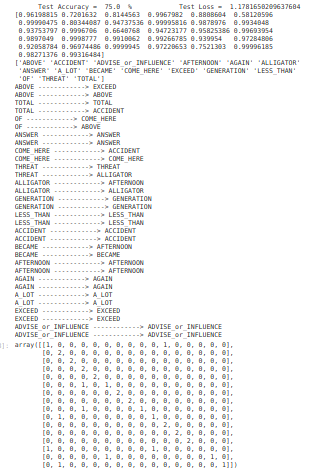 Test Accuracy = 75.0 % Test Loss = 1.1781650209637604
[0.96198815 0.7201632 0.8144563 0.9967982 0.8808604 0.58120596
0.99990475 0.80344087 0.94737536 0.99995816 0.9878976 0.9934048
0.93753797 0.9996706 0.6640768 0.94723177 0.95825386 0.99693954
0.9897049 0.9998777 0.9910062 0.99266785 0.939954 0.97284806
0.92058784 0.96974486 0.9999945 0.97220653 0.7521303 0.99996185
0.98271376 0.99316484]
['ABOVE' 'ACCIDENT' 'ADVISE_or_INFLUENCE' 'AFTERNOON' 'AGAIN' 'ALLIGATOR'
'ANSWER' 'A_LOT' 'BECAME' 'COME_HERE' 'EXCEED' 'GENERATION' 'LESS_THAN'
'OF' 'THREAT' 'TOTAL']
ABOVE ------------> EXCEED
ABOVE ------------> ABOVE
TOTAL ------------> TOTAL
TOTAL ------------> ACCIDENT
OF ------------> COME_HERE
OF ------------> ABOVE
ANSWER ------------> ANSWER
ANSWER ------------> ANSWER
COME_HERE ------------> ACCIDENT
COME_HERE ------------> COME_HERE
THREAT ------------> THREAT
THREAT ------------> ALLIGATOR
ALLIGATOR ------------> AFTERNOON
ALLIGATOR ------------> ALLIGATOR
GENERATION ------------> GENERATION
GENERATION ------------> GENERATION
LESS_THAN ------------> LESS_THAN
LESS_THAN ------------> LESS_THAN
ACCIDENT ------------> ACCIDENT
ACCIDENT ------------> ACCIDENT
BECAME ------------> AFTERNOON
BECAME ------------> BECAME
AFTERNOON ------------> AFTERNOON
AFTERNOON ------------> AFTERNOON
AGAIN ------------> AGAIN
AGAIN ------------> AGAIN
A_LOT ------------> A_LOT
A_LOT ------------> A_LOT
EXCEED ------------> EXCEED
EXCEED ------------> EXCEED
ADVISE_or_INFLUENCE ------------> ADVISE_or_INFLUENCE
ADVISE_or_INFLUENCE ------------> ADVISE_or_INFLUENCE
array([[1, 0, 0, 0, 0, 0, 0, 0, 0, 0, 1, 0, 0, 0, 0, 0],
[0, 2, 0, 0, 0, 0, 0, 0, 0, 0, 0, 0, 0, 0, 0, 0],
[0, 0, 2, 0, 0, 0, 0, 0, 0, 0, 0, 0, 0, 0, 0, 0],
[0, 0, 0, 2, 0, 0, 0, 0, 0, 0, 0, 0, 0, 0, 0, 0],
[0, 0, 0, 0, 2, 0, 0, 0, 0, 0, 0, 0, 0, 0, 0, 0],
[0, 0, 0, 1, 0, 1, 0, 0, 0, 0, 0, 0, 0, 0, 0, 0],
[0, 0, 0, 0, 0, 0, 2, 0, 0, 0, 0, 0, 0, 0, 0, 0],
[0, 0, 0, 0, 0, 0, 0, 2, 0, 0, 0, 0, 0, 0, 0, 0],
[0, 0, 0, 1, 0, 0, 0, 0, 1, 0, 0, 0, 0, 0, 0, 0],
[0, 1, 0, 0, 0, 0, 0, 0, 0, 1, 0, 0, 0, 0, 0, 0],
[0, 0, 0, 0, 0, 0, 0, 0, 0, 0, 2, 0, 0, 0, 0, 0],
[0, 0, 0, 0, 0, 0, 0, 0, 0, 0, 0, 2, 0, 0, 0, 0],
[0, 0, 0, 0, 0, 0, 0, 0, 0, 0, 0, 0, 2, 0, 0, 0],
[1, 0, 0, 0, 0, 0, 0, 0, 0, 1, 0, 0, 0, 0, 0, 0],
[0, 0, 0, 0, 0, 1, 0, 0, 0, 0, 0, 0, 0, 0, 1, 0],
[0, 1, 0, 0, 0, 0, 0, 0, 0, 0, 0, 0, 0, 0, 0, 1]])